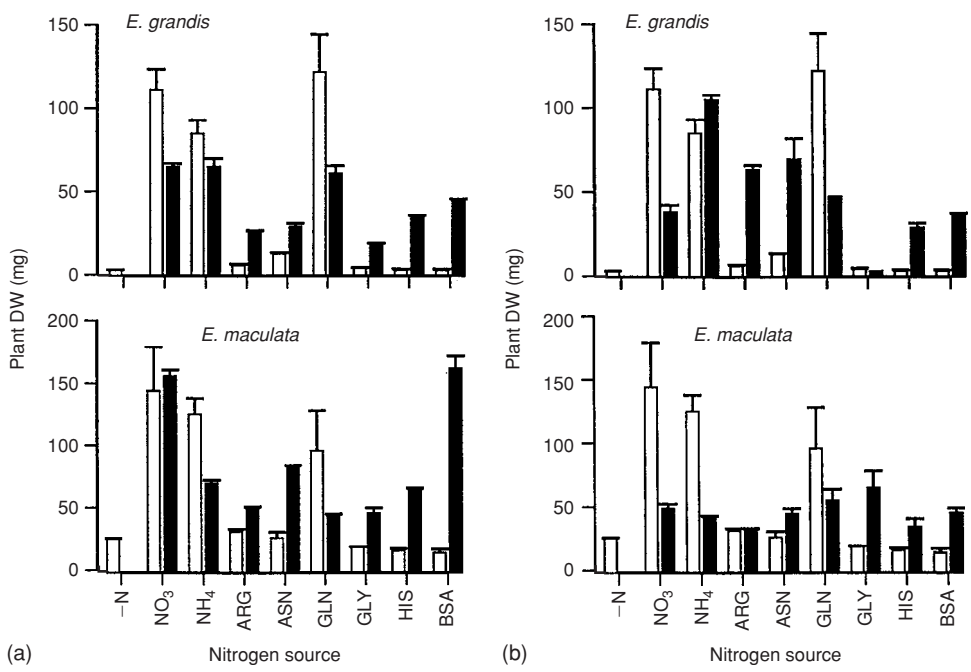 E. grandis
150
100
50
0
Plant DW (mg)
E. maculata
200
150
100
50
0
–N
NO3
NH4
ARG
ASN
GLN
GLY
HIS
BSA
(a)
Nitrogen source
E. grandis
150
100
50
0
Plant DW (mg)
E. maculata
200
150
100
50
0
–N
NO3
NH4
ARG
ASN
GLN
GLY
HIS
BSA
(b)
Nitrogen source